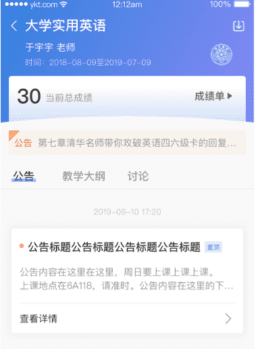 ykt.com
12:12am
100%
大学实用英语
于宇宇 老师
时间：2018-08-09至2019-07-09
30 当前总成绩
成绩单
公告 第七章清华名师带你攻破英语四六级卡的回复...
公告 教学大纲 讨论
2019-09-10 17:20
公告标题公告标题公告标题公告标题
公告内容在这里在这里，周日要上课上课上课。
上课地点在6A118，请准时。公告内容在这里的下...
查看详情